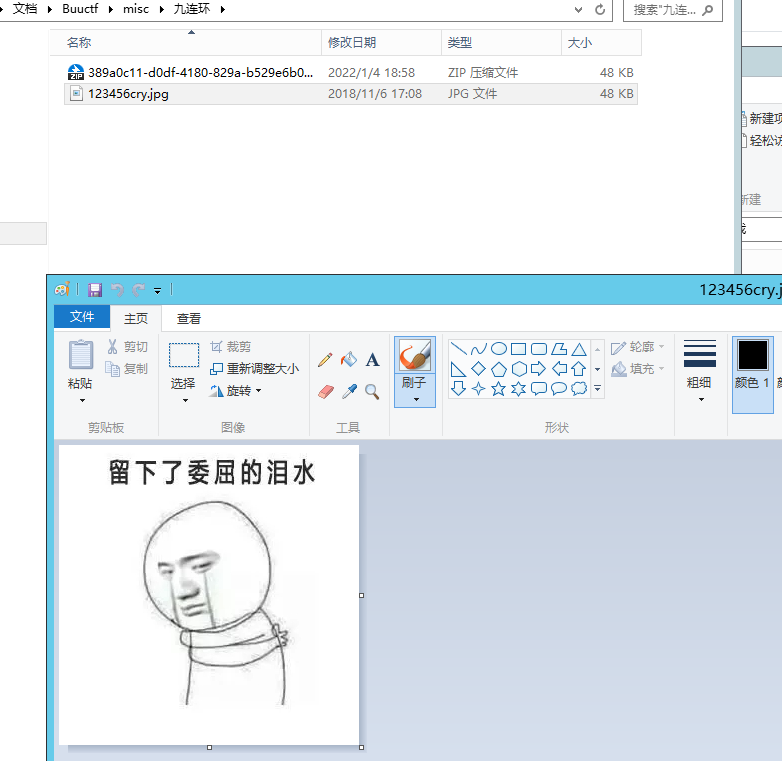 文档 Buuctf misc 九连环 搜索"九连...
名称 修改日期 类型 大小
389a0c11-d0df-4180-829a-b529e6b0... 2022/1/4 18:58 ZIP 压缩文件 48 KB
123456cry.jpg 2018/11/6 17:08 JPG 文件 48 KB
新建项
轻松访
新建
123456cry.j
文件 主页 查看
粘贴 剪切 复制
选择 裁剪 重新调整大小 旋转
A
刷子
轮廓 填充
粗细
颜色 1
剪贴板 图像 工具 形状
留下了委屈的泪水